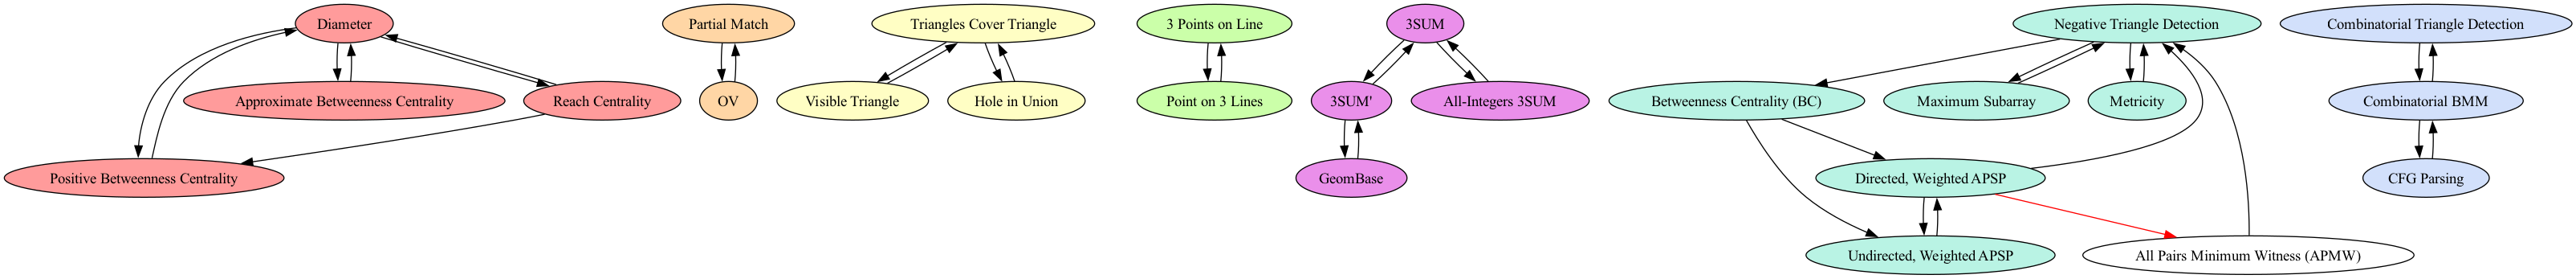 Diameter
Partial Match
Triangles Cover Triangle
3 Points on Line
3SUM
Negative Triangle Detection
Combinatorial Triangle Detection
Approximate Betweenness Centrality
Reach Centrality
OV
Visible Triangle
Hole in Union
Point on 3 Lines
3SUM'
All-Integers 3SUM
Betweenness Centrality (BC)
Maximum Subarray
Metricity
Combinatorial BMM
Positive Betweenness Centrality
GeomBase
Directed, Weighted APSP
CFG Parsing
Undirected, Weighted APSP
All Pairs Minimum Witness (APMW)